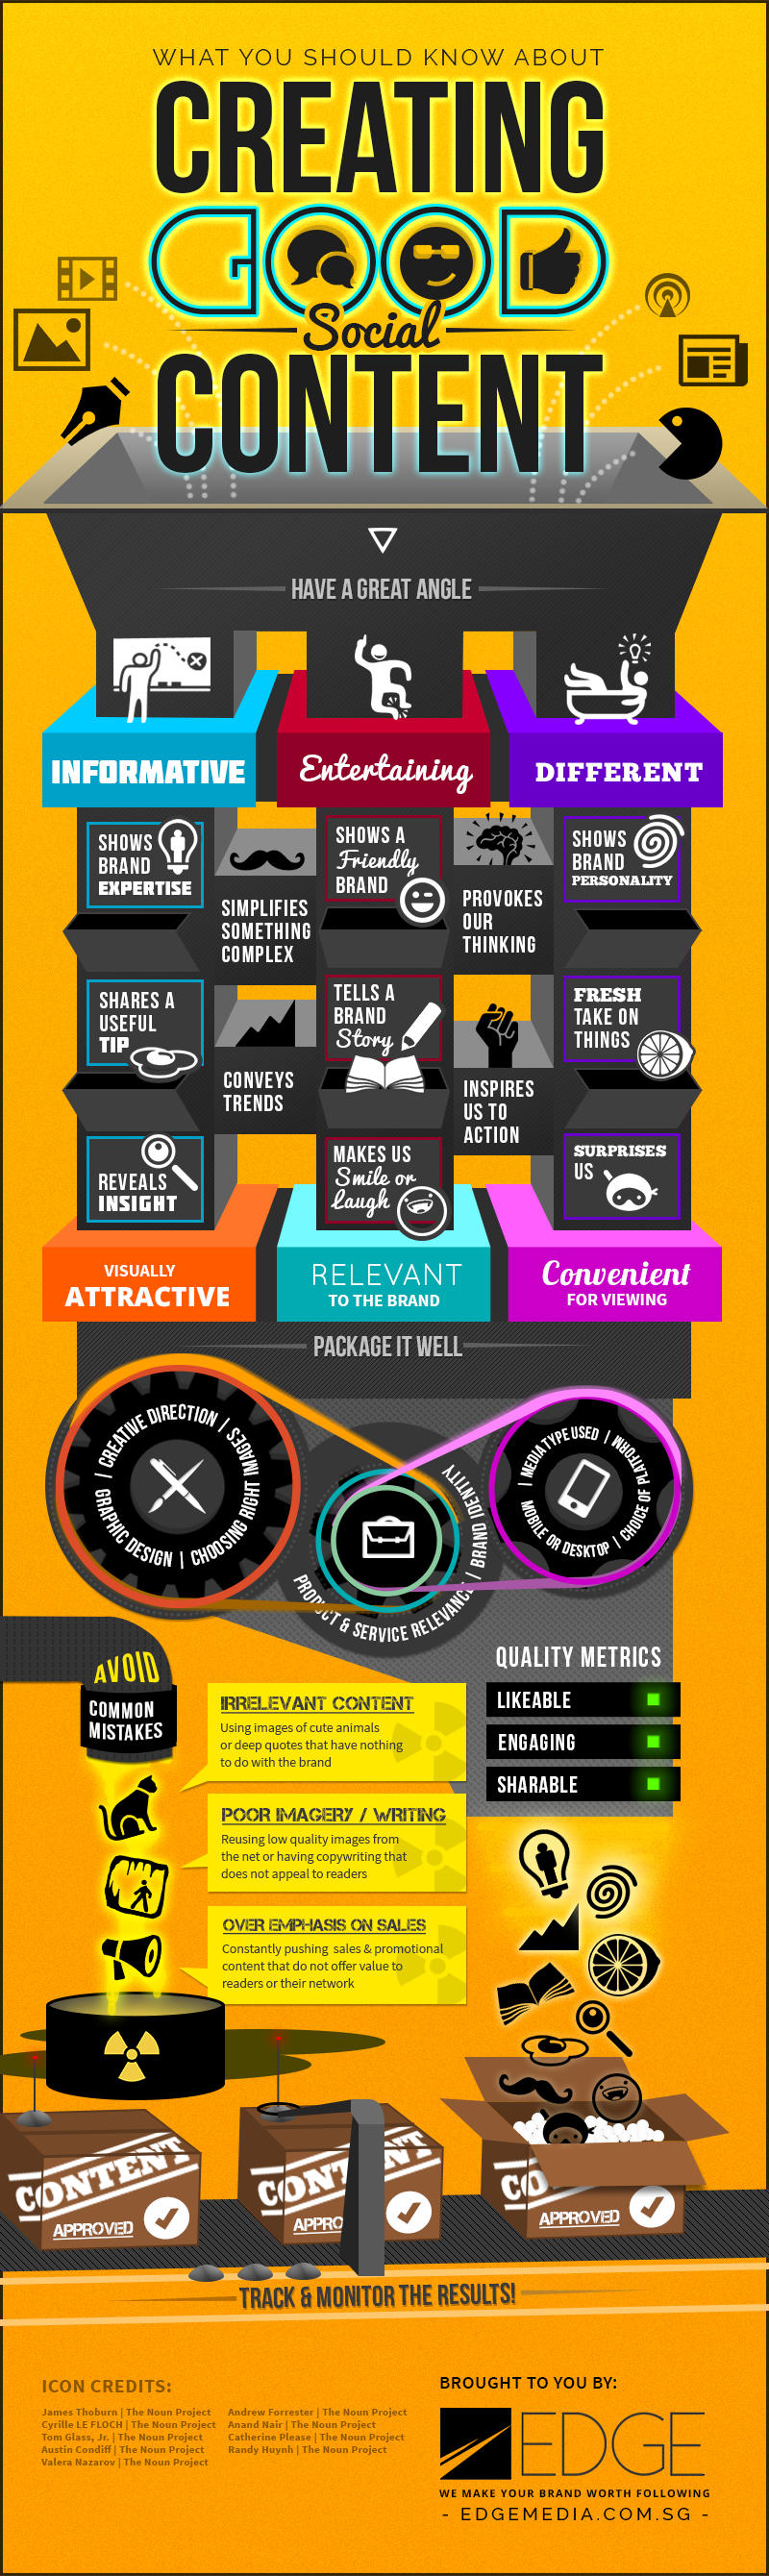 WHAT YOU SHOULD KNOW ABOUT
CREATING
GOOD
Social
CONTENT
HAVE A GREAT ANGLE
INFORMATIVE
Entertaining
DIFFERENT
SHOWS
BRAND
EXPERTISE
SIMPLIFIES
SOMETHING
COMPLEX
SHOWS A
Friendly
BRAND
PROVOKES
OUR
THINKING
SHOWS
BRAND
PERSONALITY
SHARES A
USEFUL
TIP
CONVEYS
TRENDS
TELLS A
BRAND
Story
INSPIRES
US TO
ACTION
FRESH
TAKE ON
THINGS
REVEALS
INSIGHT
MAKES US
Smile or
Laugh
SURPRISES
US
VISUALLY
ATTRACTIVE
RELEVANT
TO THE BRAND
Convenient
FOR VIEWING
PACKAGE IT WELL
| CREATIVE DIRECTION | CHOOSING RIGHT IMAGES
GRAPHIC DESIGN |
PRODUCT & SERVICE RELEVANCE | BRAND IDENTITY
| MEDIA TYPE USED | CHOICE OF PLATFORM
MOBILE OR DESKTOP |
AVOID
COMMON
MISTAKES
IRRELEVANT CONTENT
Using images of cute animals
or deep quotes that have nothing
to do with the brand
POOR IMAGERY / WRITING
Reusing low quality images from
the net or having copywriting that
does not appeal to readers
OVER EMPHASIS ON SALES
Constantly pushing sales & promotional
content that do not offer value to
readers or their network
QUALITY METRICS
LIKEABLE
ENGAGING
SHARABLE
CONTENT
APPROVED
CONT NT
APPRO
CO
APPROVED
TRACK & MONITOR THE RESULTS!
ICON CREDITS:
James Thoburn | The Noun Project
Cyrille LE FLOCH | The Noun Project
Tom Glass, Jr. | The Noun Project
Austin Condiff | The Noun Project
Valera Nazarov | The Noun Project
Andrew Forrester | The Noun Project
Anand Nair | The Noun Project
Catherine Please | The Noun Project
Randy Huynh | The Noun Project
BROUGHT TO YOU BY:
EDGE
WE MAKE YOUR BRAND WORTH FOLLOWING
- EDGEMEDIA.COM.SG -